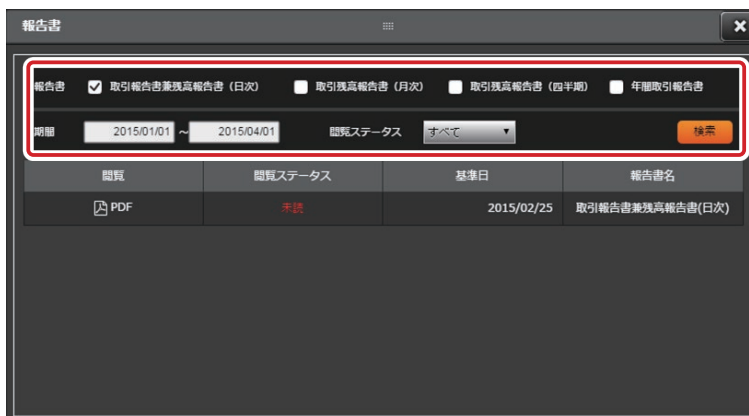 報告書
報告書 取引報告書兼残高報告書（日次） 取引残高報告書（月次） 取引残高報告書（四半期） 年間取引報告書
期間 2015/01/01 ～ 2015/04/01 閲覧ステータス すべて 検索
閲覧 閲覧ステータス 基準日 報告書名
PDF 未読 2015/02/25 取引報告書兼残高報告書(日次)